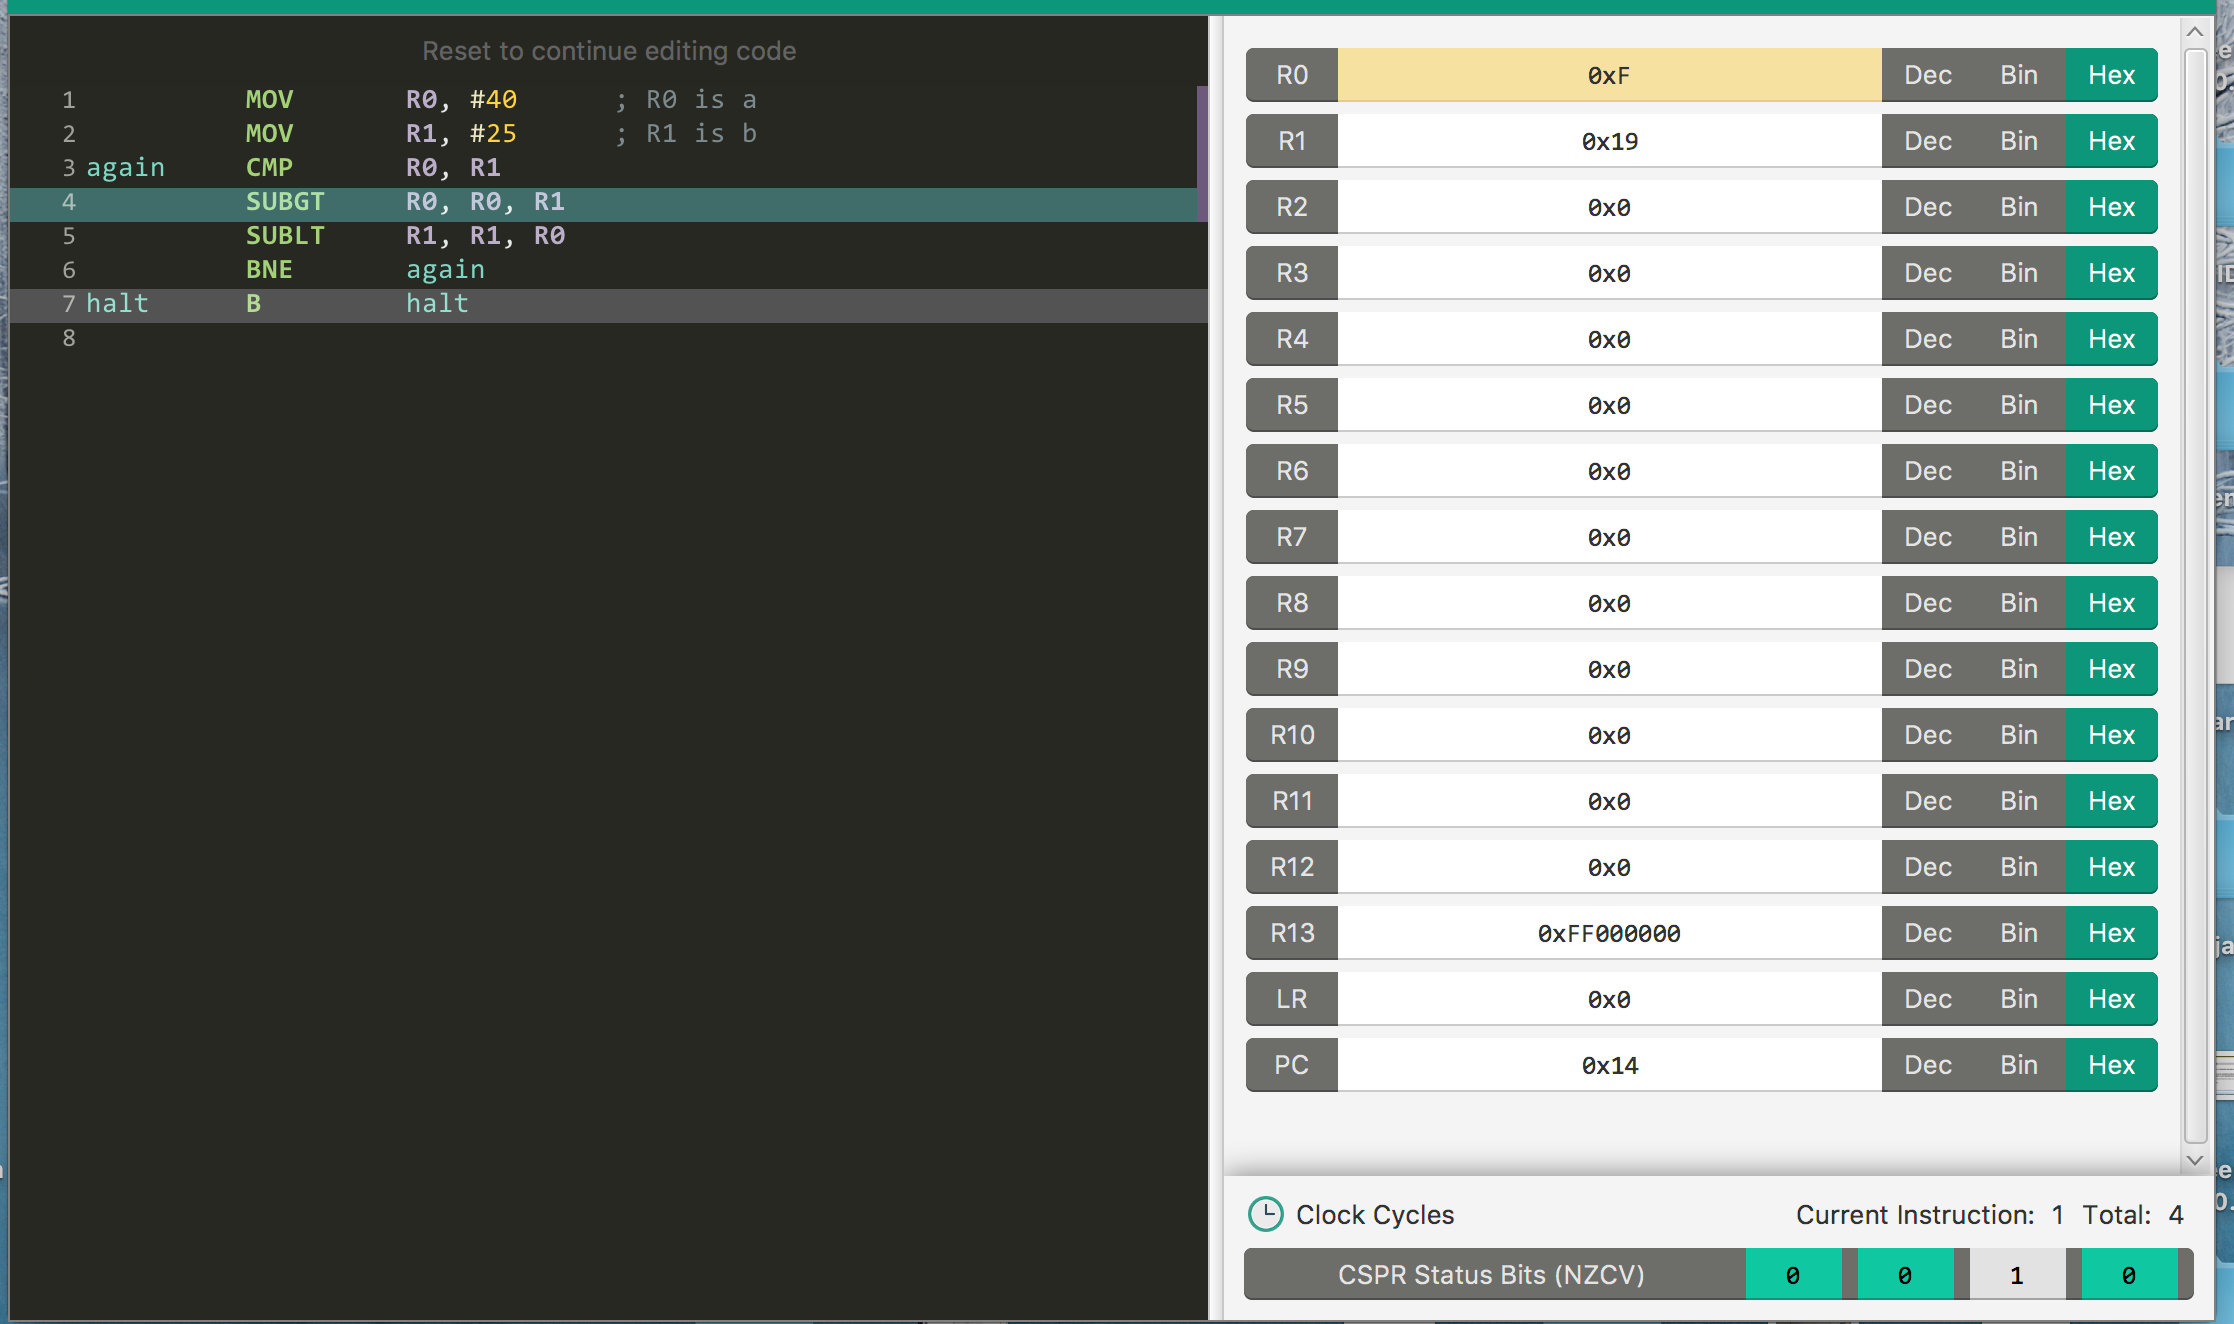 Reset to continue editing code
1 MOV R0, #40 ; R0 is a
2 MOV R1, #25 ; R1 is b
3 again CMP R0, R1
4 SUBGT R0, R0, R1
5 SUBLT R1, R1, R0
6 BNE again
7 halt B halt
8
R0 0xF Dec Bin Hex
R1 0x19 Dec Bin Hex
R2 0x0 Dec Bin Hex
R3 0x0 Dec Bin Hex
R4 0x0 Dec Bin Hex
R5 0x0 Dec Bin Hex
R6 0x0 Dec Bin Hex
R7 0x0 Dec Bin Hex
R8 0x0 Dec Bin Hex
R9 0x0 Dec Bin Hex
R10 0x0 Dec Bin Hex
R11 0x0 Dec Bin Hex
R12 0x0 Dec Bin Hex
R13 0xFF000000 Dec Bin Hex
LR 0x0 Dec Bin Hex
PC 0x14 Dec Bin Hex
Clock Cycles Current Instruction: 1 Total: 4
CSPR Status Bits (NZCV) 0 0 1 0